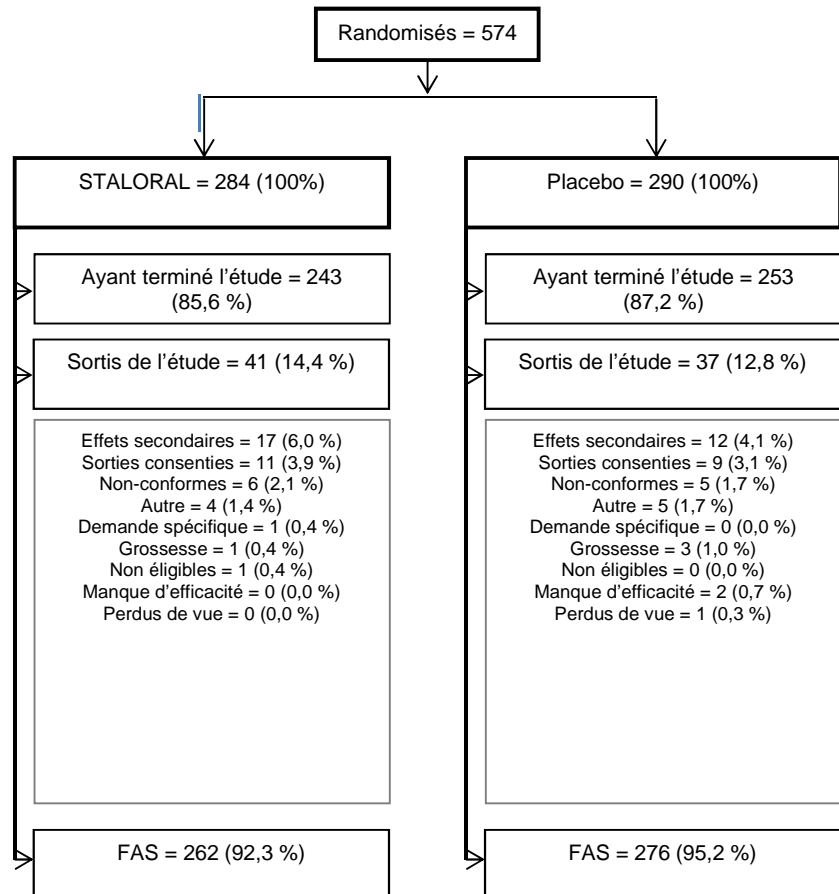 Randomisés = 574
STALORAL = 284 (100%)
Ayant terminé l'étude = 243
(85,6 %)
Sortis de l'étude = 41 (14,4 %)
Effets secondaires = 17 (6,0 %)
Sorties consenties = 11 (3,9 %)
Non-conformes = 6 (2,1 %)
Autre = 4 (1,4 %)
Demande spécifique = 1 (0,4 %)
Grossesse = 1 (0,4 %)
Non éligibles = 1 (0,4 %)
Manque d'efficacité = 0 (0,0 %)
Perdus de vue = 0 (0,0 %)
FAS = 262 (92,3 %)
Placebo = 290 (100%)
Ayant terminé l'étude = 253
(87,2 %)
Sortis de l'étude = 37 (12,8 %)
Effets secondaires = 12 (4,1 %)
Sorties consenties = 9 (3,1 %)
Non-conformes = 5 (1,7 %)
Autre = 5 (1,7 %)
Demande spécifique = 0 (0,0 %)
Grossesse = 3 (1,0 %)
Non éligibles = 0 (0,0 %)
Manque d'efficacité = 2 (0,7 %)
Perdus de vue = 1 (0,3 %)
FAS = 276 (95,2 %)